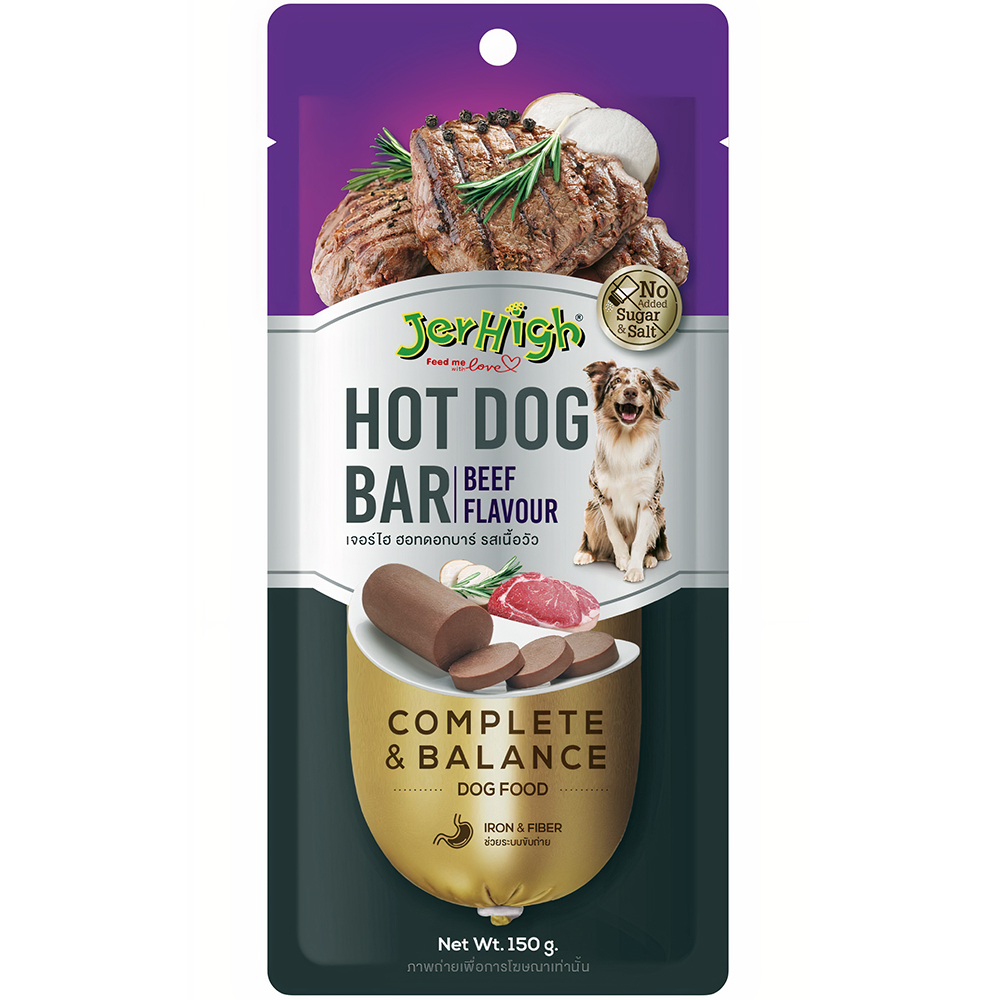 No
Added
Sugar
& Salt
JerHigh®
Feed me
with love
HOT DOG
BAR
BEEF
FLAVOUR
เจอร์ไฮ ฮอทดอกบาร์ รสเนื้อวัว
COMPLETE
& BALANCE
DOG FOOD
IRON & FIBER
ช่วยระบบขับถ่าย
Net Wt. 150 g.
ภาพถ่ายเพื่อการโฆษณาเท่านั้น